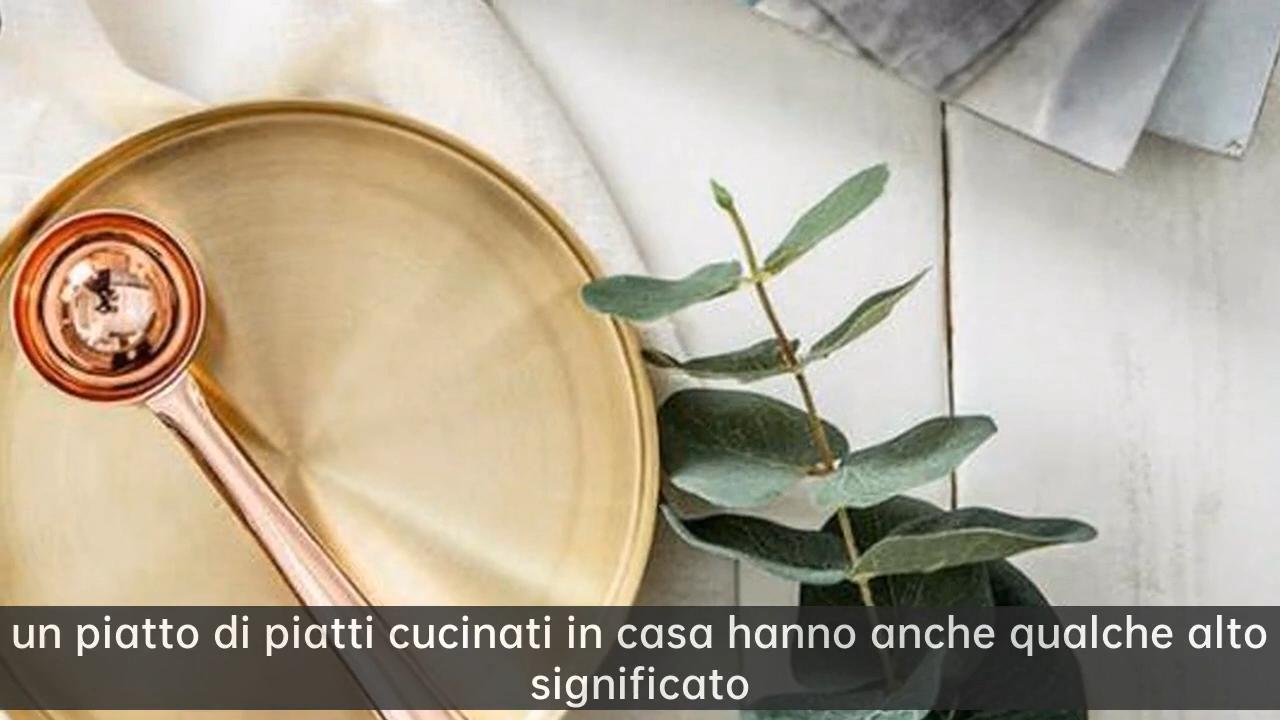 un piatto di piatti cucinati in casa hanno anche qualche alto
significato